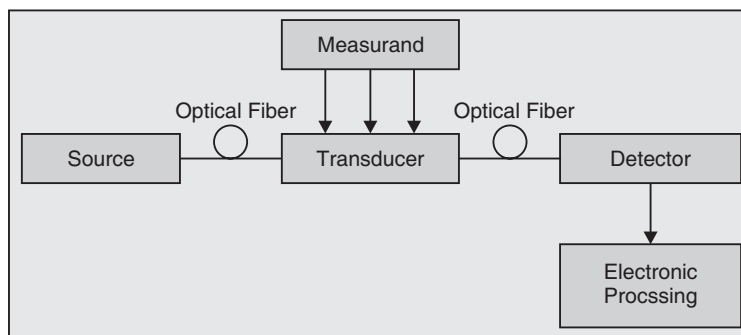 Measurand
Optical Fiber
Optical Fiber
Source
Transducer
Detector
Electronic
Procssing